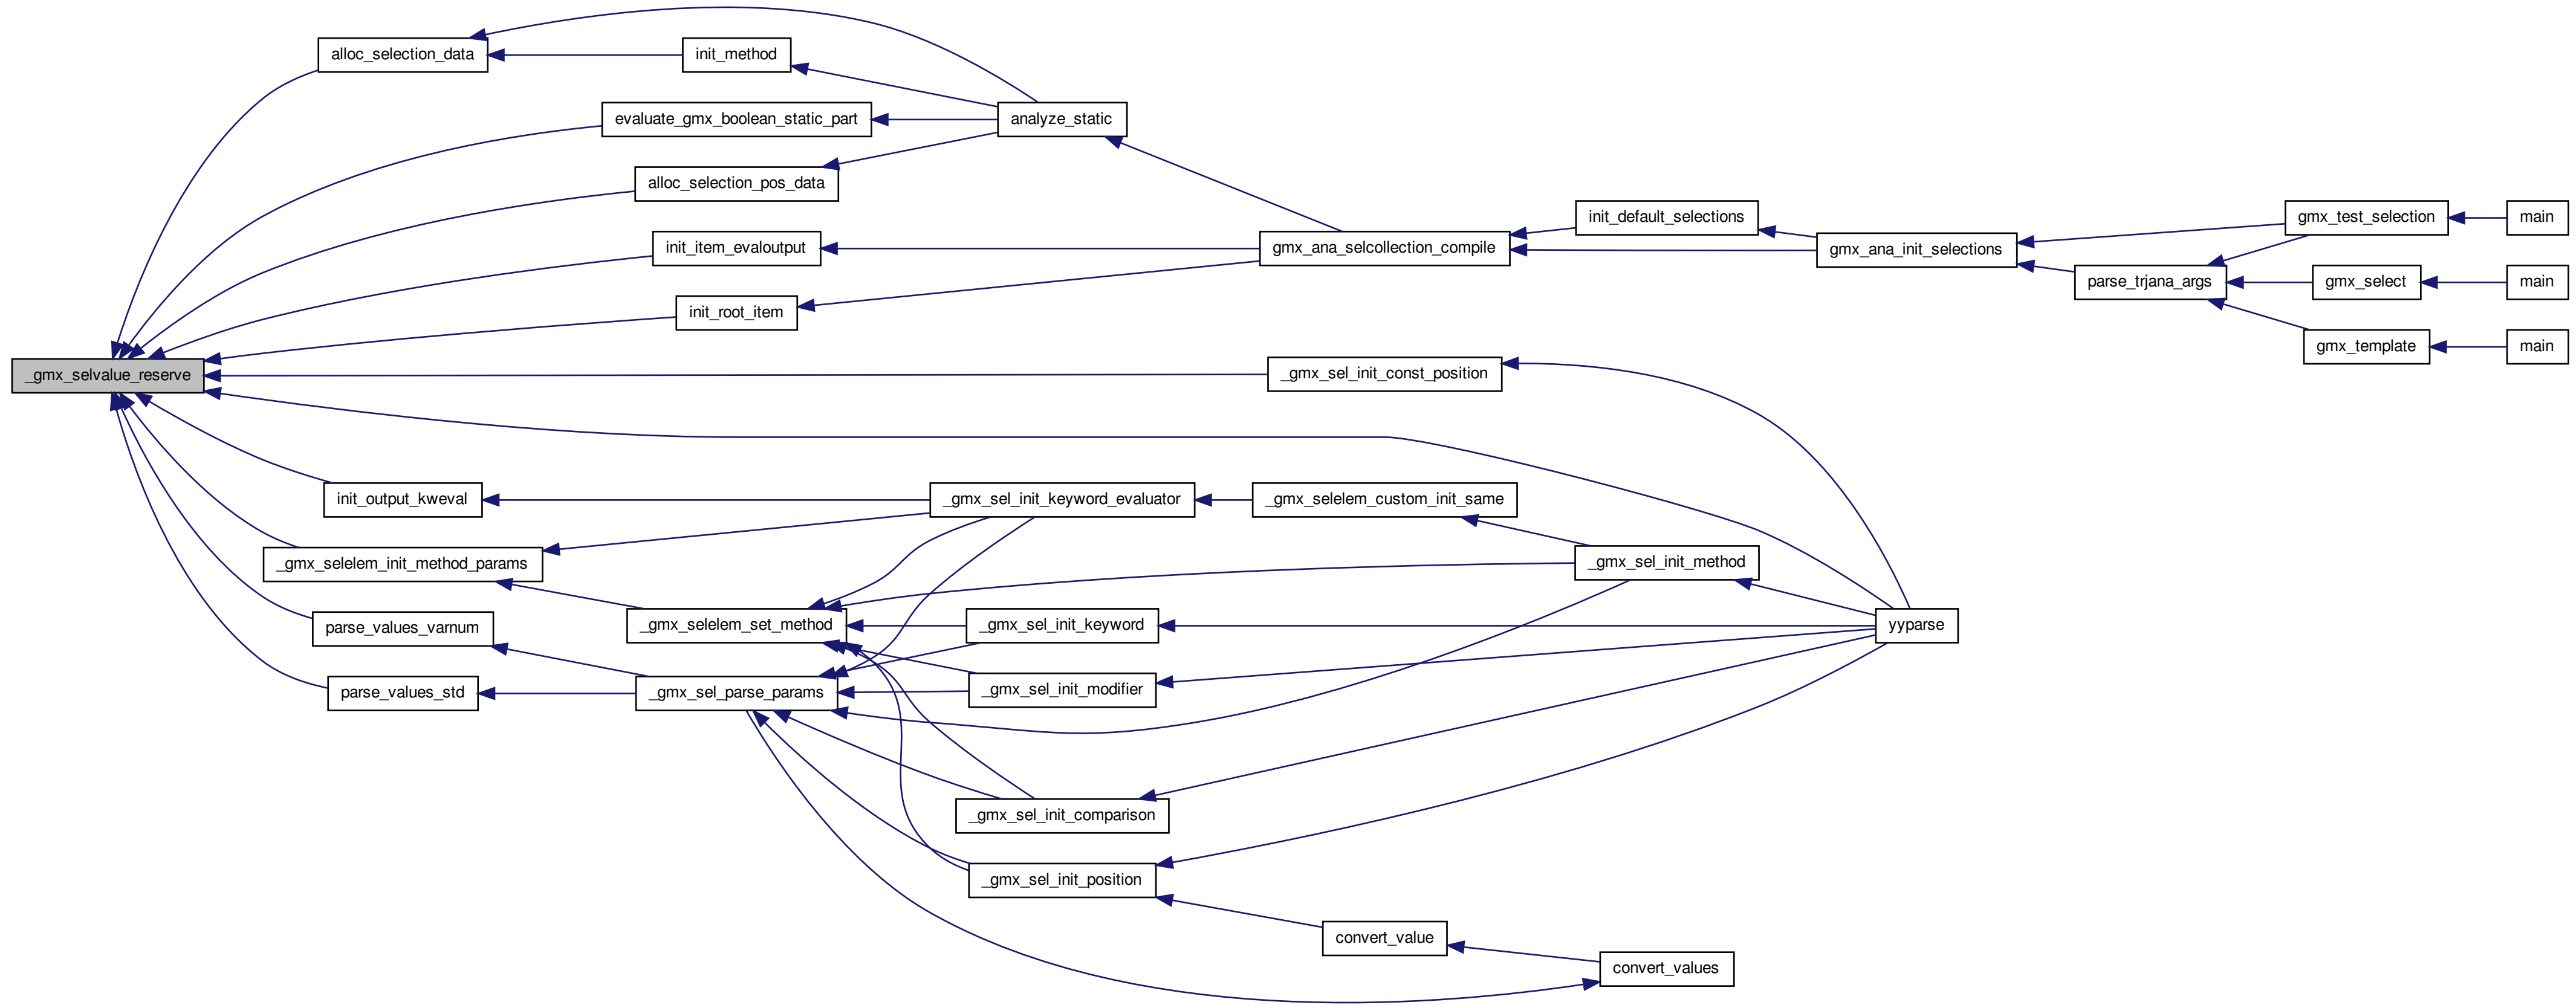 alloc_selection_data
init_method
evaluate_gmx_boolean_static_part
analyze_static
alloc_selection_pos_data
init_default_selections
gmx_test_selection
main
init_item_evaloutput
gmx_ana_selcollection_compile
gmx_ana_init_selections
parse_trjana_args
gmx_select
main
init_root_item
gmx_template
main
_gmx_selvalue_reserve
_gmx_sel_init_const_position
init_output_kweval
_gmx_sel_init_keyword_evaluator
_gmx_selelem_custom_init_same
_gmx_selelem_init_method_params
_gmx_sel_init_method
parse_values_varnum
_gmx_selelem_set_method
_gmx_sel_init_keyword
yyparse
parse_values_std
_gmx_sel_parse_params
_gmx_sel_init_modifier
_gmx_sel_init_comparison
_gmx_sel_init_position
convert_value
convert_values